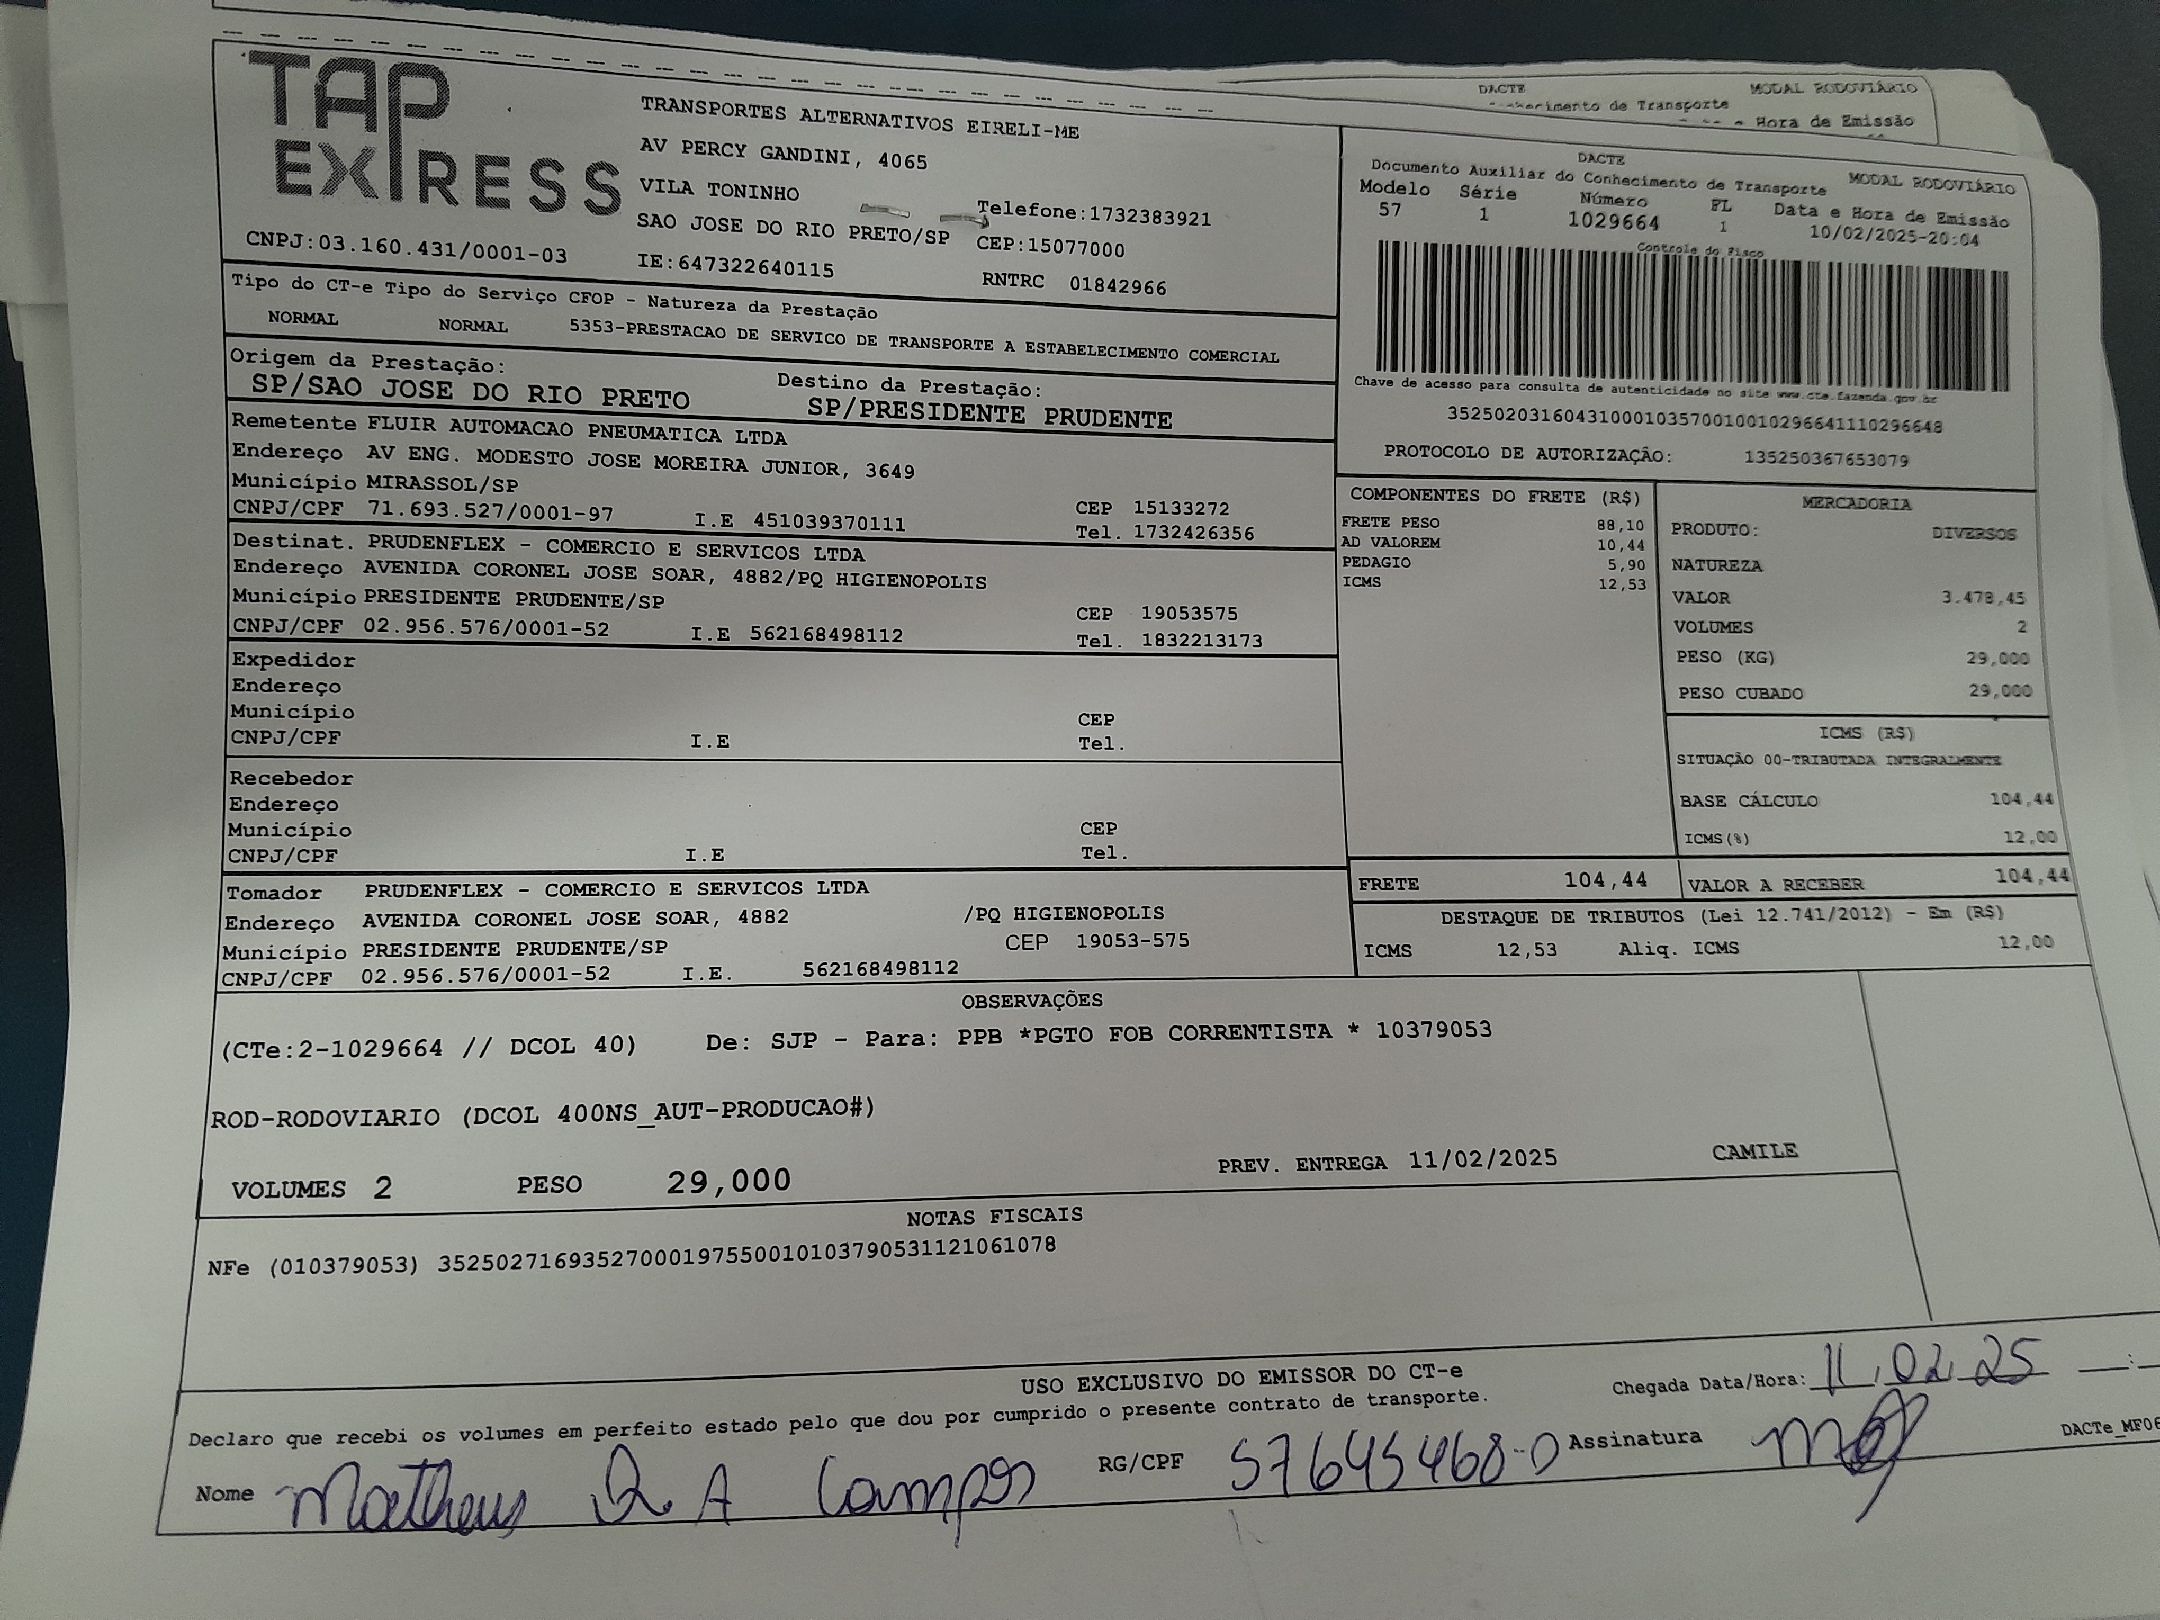 DACTE
MODAL RODOVIÁRIO
Conhecimento de Transporte
Hora de Emissão
TAP EXPRESS
CNPJ:03.160.431/0001-03
TRANSPORTES ALTERNATIVOS EIRELI-ME
AV PERCY GANDINI, 4065
VILA TONINHO
Telefone:1732383921
SAO JOSE DO RIO PRETO/SP CEP:15077000
IE:647322640115 RNTRC 01842966
DACTE
Documento Auxiliar do Conhecimento de Transporte MODAL RODOVIÁRIO
Modelo Série Número FL Data e Hora de Emissão
57 1 1029664 1 10/02/2025-20:04
Controle do Fisco
Chave de acesso para consulta de autenticidade no site www.cte.fazenda.gov.br
35250203160431000103570010010296641110296648
PROTOCOLO DE AUTORIZAÇÃO: 135250367653079
Tipo do CT-e Tipo do Serviço CFOP - Natureza da Prestação
NORMAL NORMAL 5353-PRESTACAO DE SERVICO DE TRANSPORTE A ESTABELECIMENTO COMERCIAL
Origem da Prestação: Destino da Prestação:
SP/SAO JOSE DO RIO PRETO SP/PRESIDENTE PRUDENTE
Remetente FLUIR AUTOMACAO PNEUMATICA LTDA
Endereço AV ENG. MODESTO JOSE MOREIRA JUNIOR, 3649
Município MIRASSOL/SP CEP 15133272
CNPJ/CPF 71.693.527/0001-97 I.E 451039370111 Tel. 1732426356
Destinat. PRUDENFLEX - COMERCIO E SERVICOS LTDA
Endereço AVENIDA CORONEL JOSE SOAR, 4882/PQ HIGIENOPOLIS
Município PRESIDENTE PRUDENTE/SP CEP 19053575
CNPJ/CPF 02.956.576/0001-52 I.E 562168498112 Tel. 1832213173
Expedidor
Endereço
Município CEP
CNPJ/CPF I.E Tel.
Recebedor
Endereço
Município CEP
CNPJ/CPF I.E Tel.
Tomador PRUDENFLEX - COMERCIO E SERVICOS LTDA
Endereço AVENIDA CORONEL JOSE SOAR, 4882 /PQ HIGIENOPOLIS
Município PRESIDENTE PRUDENTE/SP CEP 19053-575
CNPJ/CPF 02.956.576/0001-52 I.E. 562168498112
COMPONENTES DO FRETE (R$)
FRETE PESO 88,10
AD VALOREM 10,44
PEDAGIO 5,90
ICMS 12,53
MERCADORIA
PRODUTO: DIVERSOS
NATUREZA
VALOR 3.478,45
VOLUMES 2
PESO (KG) 29,000
PESO CUBADO 29,000
ICMS (R$)
SITUAÇÃO 00-TRIBUTADA INTEGRALMENTE
BASE CÁLCULO 104,44
ICMS(%) 12,00
FRETE 104,44 VALOR A RECEBER 104,44
DESTAQUE DE TRIBUTOS (Lei 12.741/2012) - Em (R$)
ICMS 12,53 Aliq. ICMS 12,00
OBSERVAÇÕES
(CTe:2-1029664 // DCOL 40) De: SJP - Para: PPB *PGTO FOB CORRENTISTA * 10379053
ROD-RODOVIARIO (DCOL 400NS_AUT-PRODUCAO#)
VOLUMES 2 PESO 29,000 PREV. ENTREGA 11/02/2025 CAMILE
NOTAS FISCAIS
NFe (010379053) 35250271693527000197550010103790531121061078
USO EXCLUSIVO DO EMISSOR DO CT-e
Chegada Data/Hora: 11 02 25 __:
Declaro que recebi os volumes em perfeito estado pelo que dou por cumprido o presente contrato de transporte.
DACTe_MF06
Nome Matheus R A Campos RG/CPF 57645468-0 Assinatura